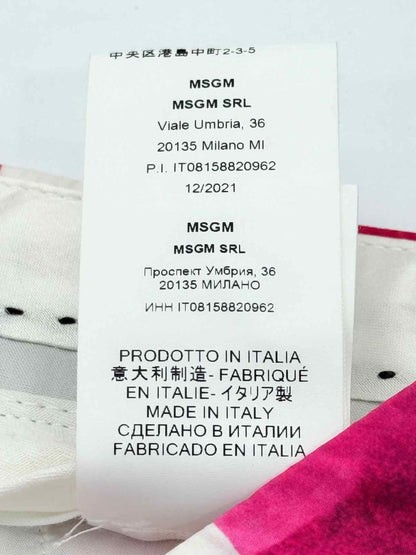 中央区港島中町2-3-5
MSGM
MSGM SRL
Viale Umbria, 36
20135 Milano MI
P.I. IT08158820962
12/2021
MSGM
MSGM SRL
Проспект Умбрия, 36
20135 МИЛАНО
ИНН IT08158820962
PRODOTTO IN ITALIA
意大利制造- FABRIQUÉ
EN ITALIE- イタリア製
MADE IN ITALY
СДЕЛАНО В ИТАЛИИ
FABRICADO EN ITALIA